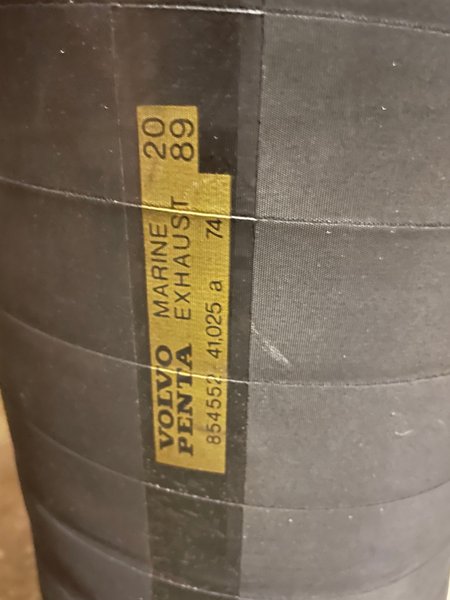 VOLVO MARINE 20
PENTA EXHAUST 89
854552 41,025 a 74